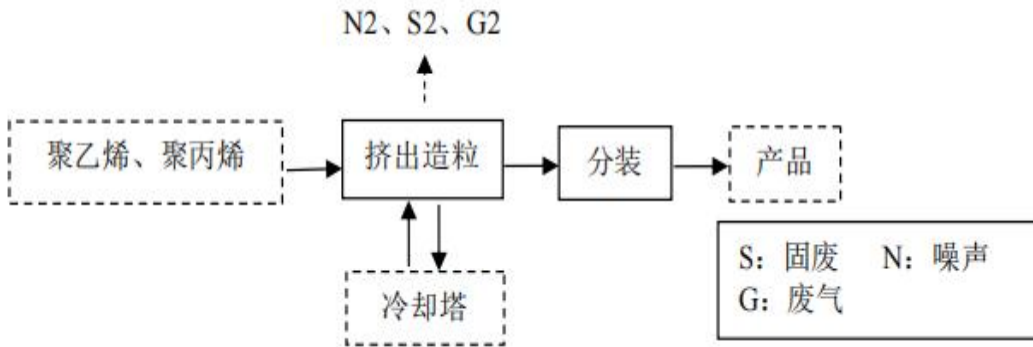 N2、S2、G2
聚乙烯、聚丙烯
挤出造粒
分装
产品
冷却塔
S：固废 N：噪声
G：废气